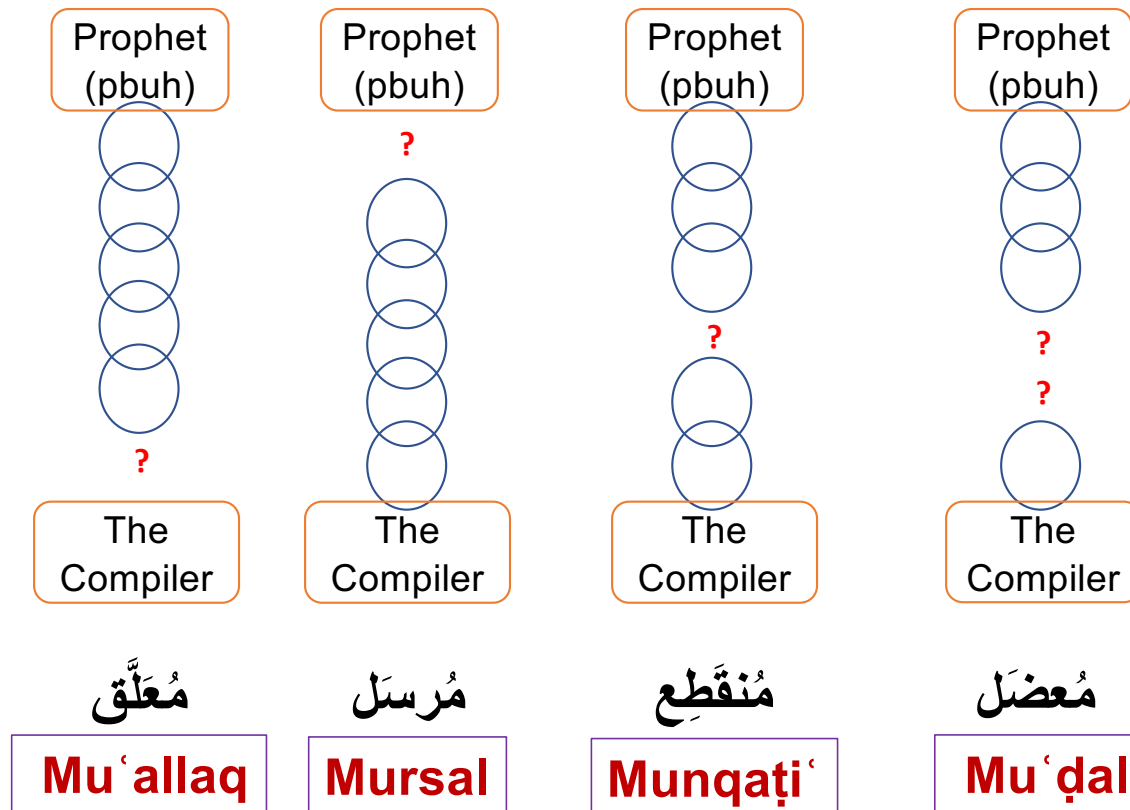 Prophet
(pbuh)
Prophet
(pbuh)
Prophet
(pbuh)
Prophet
(pbuh)
?
?
?
?
?
The
Compiler
The
Compiler
The
Compiler
The
Compiler
مُعَلَّق
مُرسَل
مُنقَطِع
مُعضَل
Muʿallaq
Mursal
Munqaṭiʿ
Muʿḍal